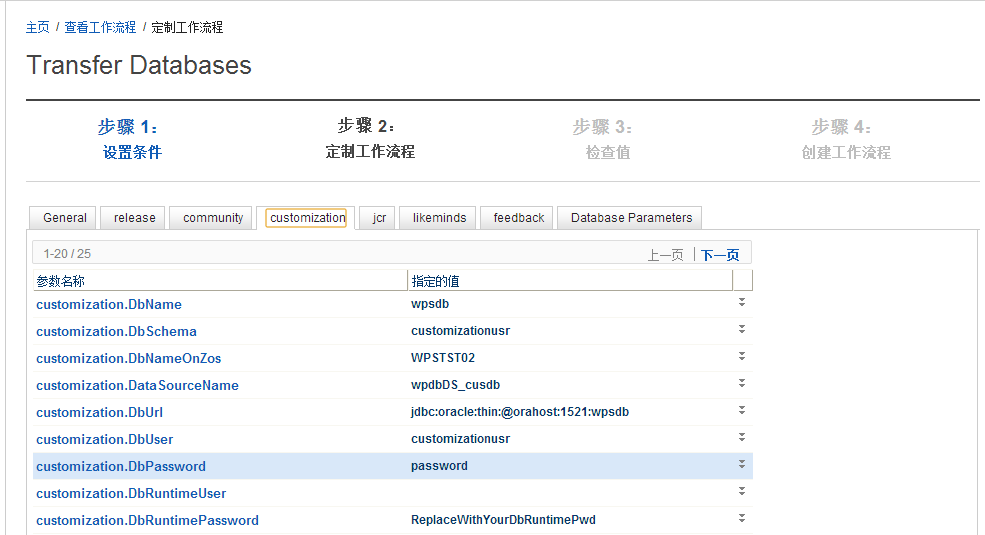 主页 / 查看工作流程 / 定制工作流程
Transfer Databases
步骤 1: 步骤 2: 步骤 3: 步骤 4:
设置条件 定制工作流程 检查值 创建工作流程
General release community customization jcr likeminds feedback Database Parameters
1-20 / 25 上一页 | 下一页
参数名称 指定的值
customization.DbName wpsdb
customization.DbSchema customizationusr
customization.DbNameOnZos WPSTST02
customization.DataSourceName wpdbDS_cusdb
customization.DbUrl jdbc:oracle:thin:@orahost:1521:wpsdb
customization.DbUser customizationusr
customization.DbPassword password
customization.DbRuntimeUser
customization.DbRuntimePassword ReplaceWithYourDbRuntimePwd